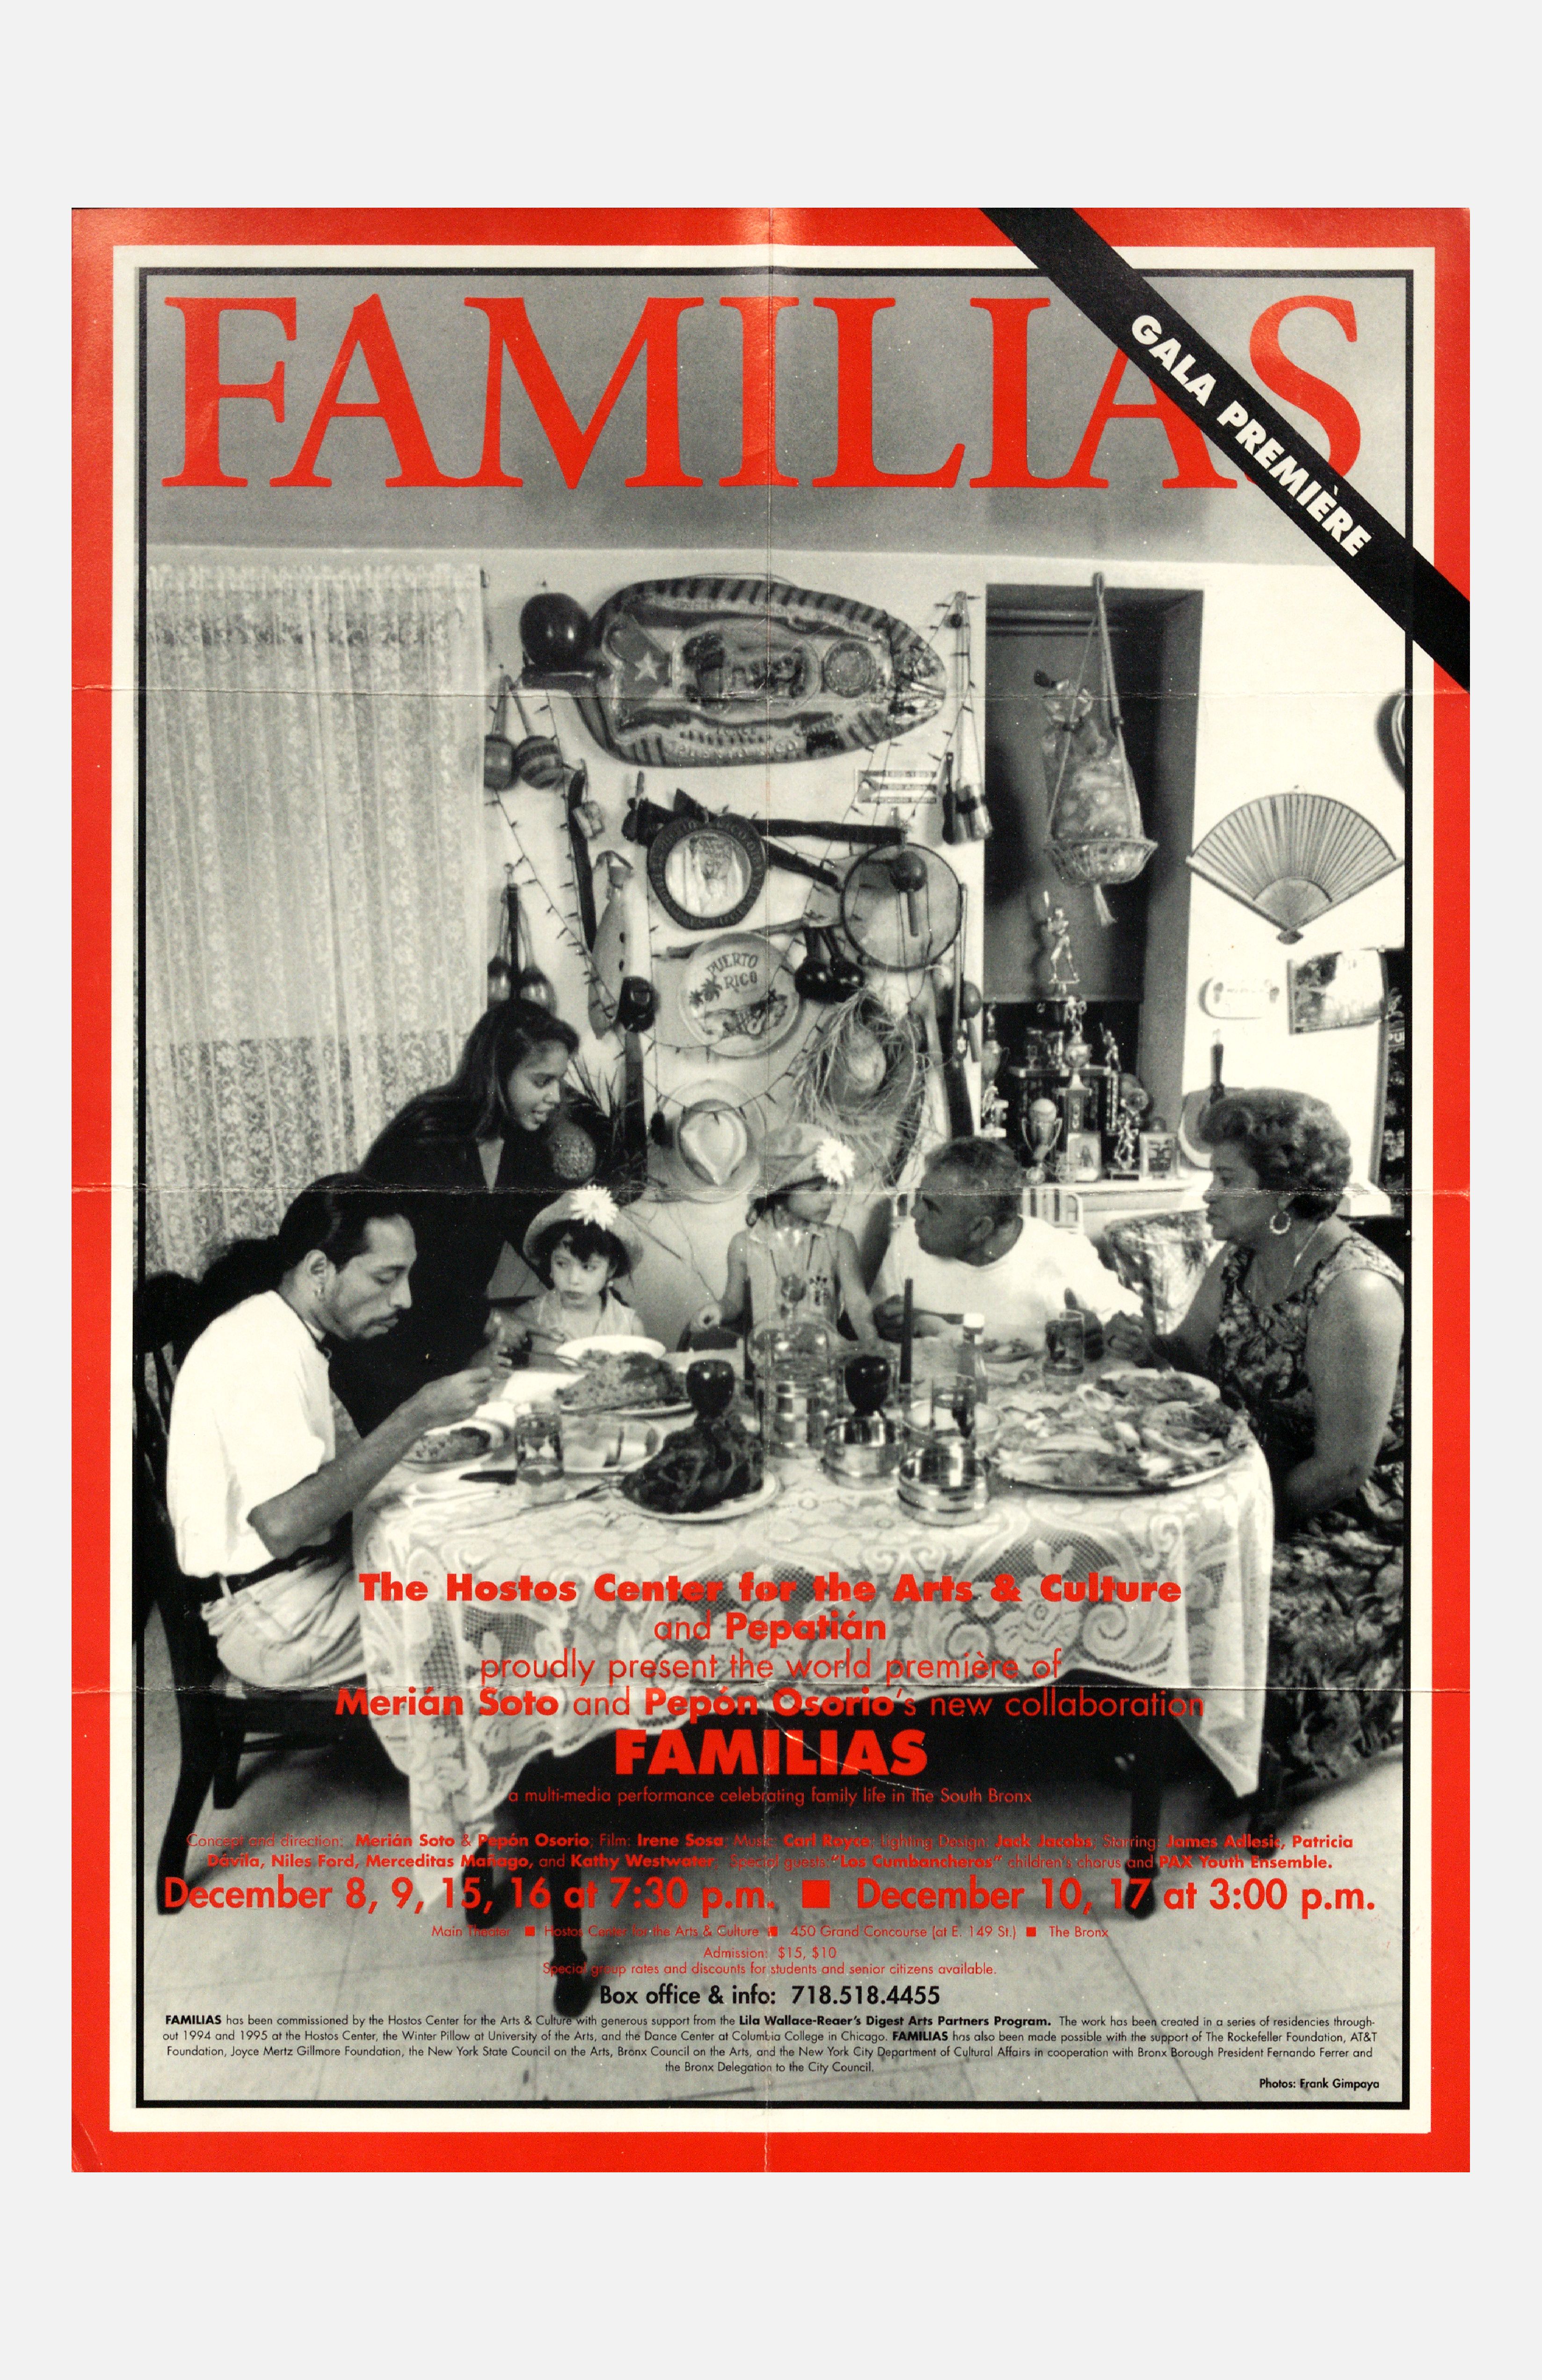 FAMILIAS
GALA PREMIÈRE
PUERTO
RICO
The Hostos Center for the Arts & Culture
and Pepatián
proudly present the world première of
Merián Soto and Pepón Osorio's new collaboration
FAMILIAS
a multi-media performance celebrating family life in the South Bronx
Concept and direction: Merián Soto & Pepón Osorio; Film: Irene Sosa; Music: Carl Royce; Lighting Design: Jack Jacobs; Starring: James Adlesic, Patricia
Dávila, Niles Ford, Merceditas Mañago, and Kathy Westwater. Special guests: "Los Cumbancheros" children's chorus and PAX Youth Ensemble.
December 8, 9, 15, 16 at 7:30 p.m. ■ December 10, 17 at 3:00 p.m.
Main Theater ■ Hostos Center for the Arts & Culture ■ 450 Grand Concourse (at E. 149 St.) ■ The Bronx
Admission: $15, $10
Special group rates and discounts for students and senior citizens available.
Box office & info: 718.518.4455
FAMILIAS has been commissioned by the Hostos Center for the Arts & Culture with generous support from the Lila Wallace-Reaer's Digest Arts Partners Program. The work has been created in a series of residencies through-
out 1994 and 1995 at the Hostos Center, the Winter Pillow at University of the Arts, and the Dance Center at Columbia College in Chicago. FAMILIAS has also been made possible with the support of The Rockefeller Foundation, AT&T
Foundation, Joyce Mertz Gillmore Foundation, the New York State Council on the Arts, Bronx Council on the Arts, and the New York City Department of Cultural Affairs in cooperation with Bronx Borough President Fernando Ferrer and
the Bronx Delegation to the City Council.
Photos: Frank Gimpaya